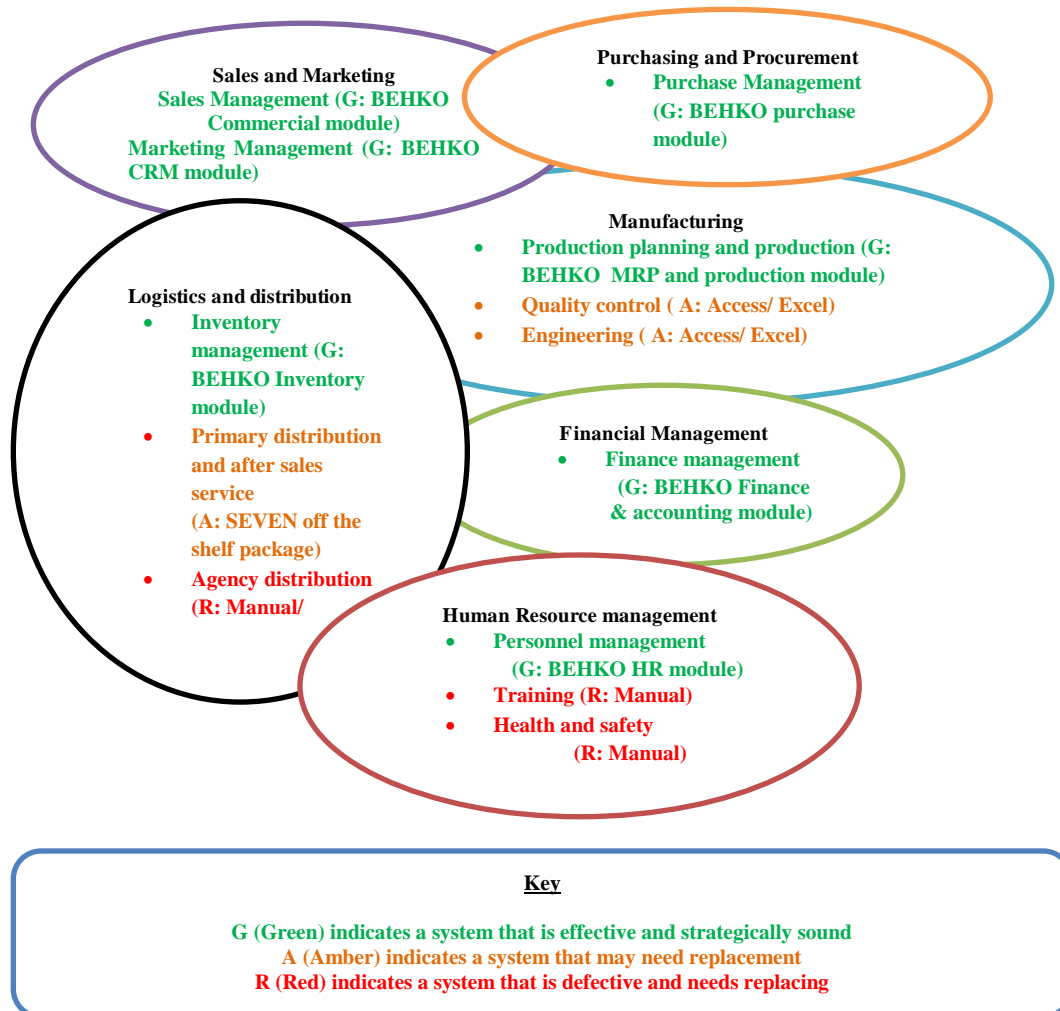 Sales and Marketing
Sales Management (G: BEHKO
Commercial module)
Marketing Management (G: BEHKO
CRM module)
Purchasing and Procurement
• Purchase Management
(G: BEHKO purchase
module)
Manufacturing
• Production planning and production (G:
BEHKO MRP and production module)
• Quality control ( A: Access/ Excel)
• Engineering ( A: Access/ Excel)
Logistics and distribution
• Inventory
management (G:
BEHKO Inventory
module)
• Primary distribution
and after sales
service
(A: SEVEN off the
shelf package)
• Agency distribution
(R: Manual/
Financial Management
• Finance management
(G: BEHKO Finance
& accounting module)
Human Resource management
• Personnel management
(G: BEHKO HR module)
• Training (R: Manual)
• Health and safety
(R: Manual)
Key
G (Green) indicates a system that is effective and strategically sound
A (Amber) indicates a system that may need replacement
R (Red) indicates a system that is defective and needs replacing